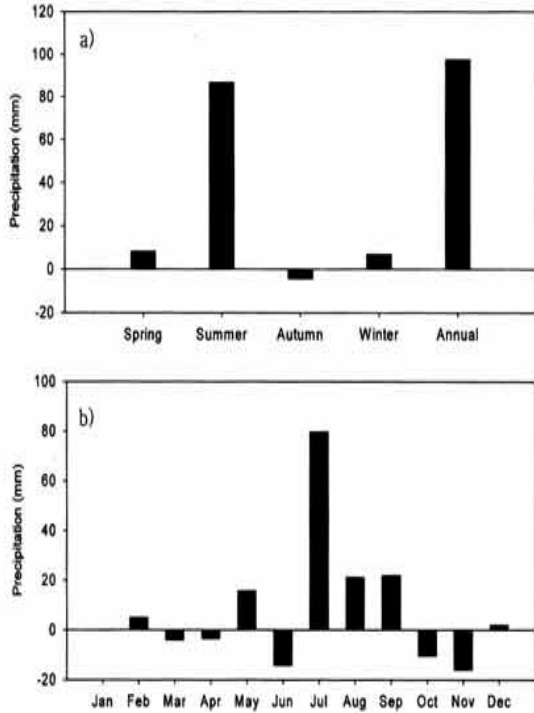 a)
Precipitation (mm)
120
100
80
60
40
20
0
-20
Spring Summer Autumn Winter Annual
b)
Precipitation (mm)
100
80
60
40
20
0
-20
Jan Feb Mar Apr May Jun Jul Aug Sep Oct Nov Dec